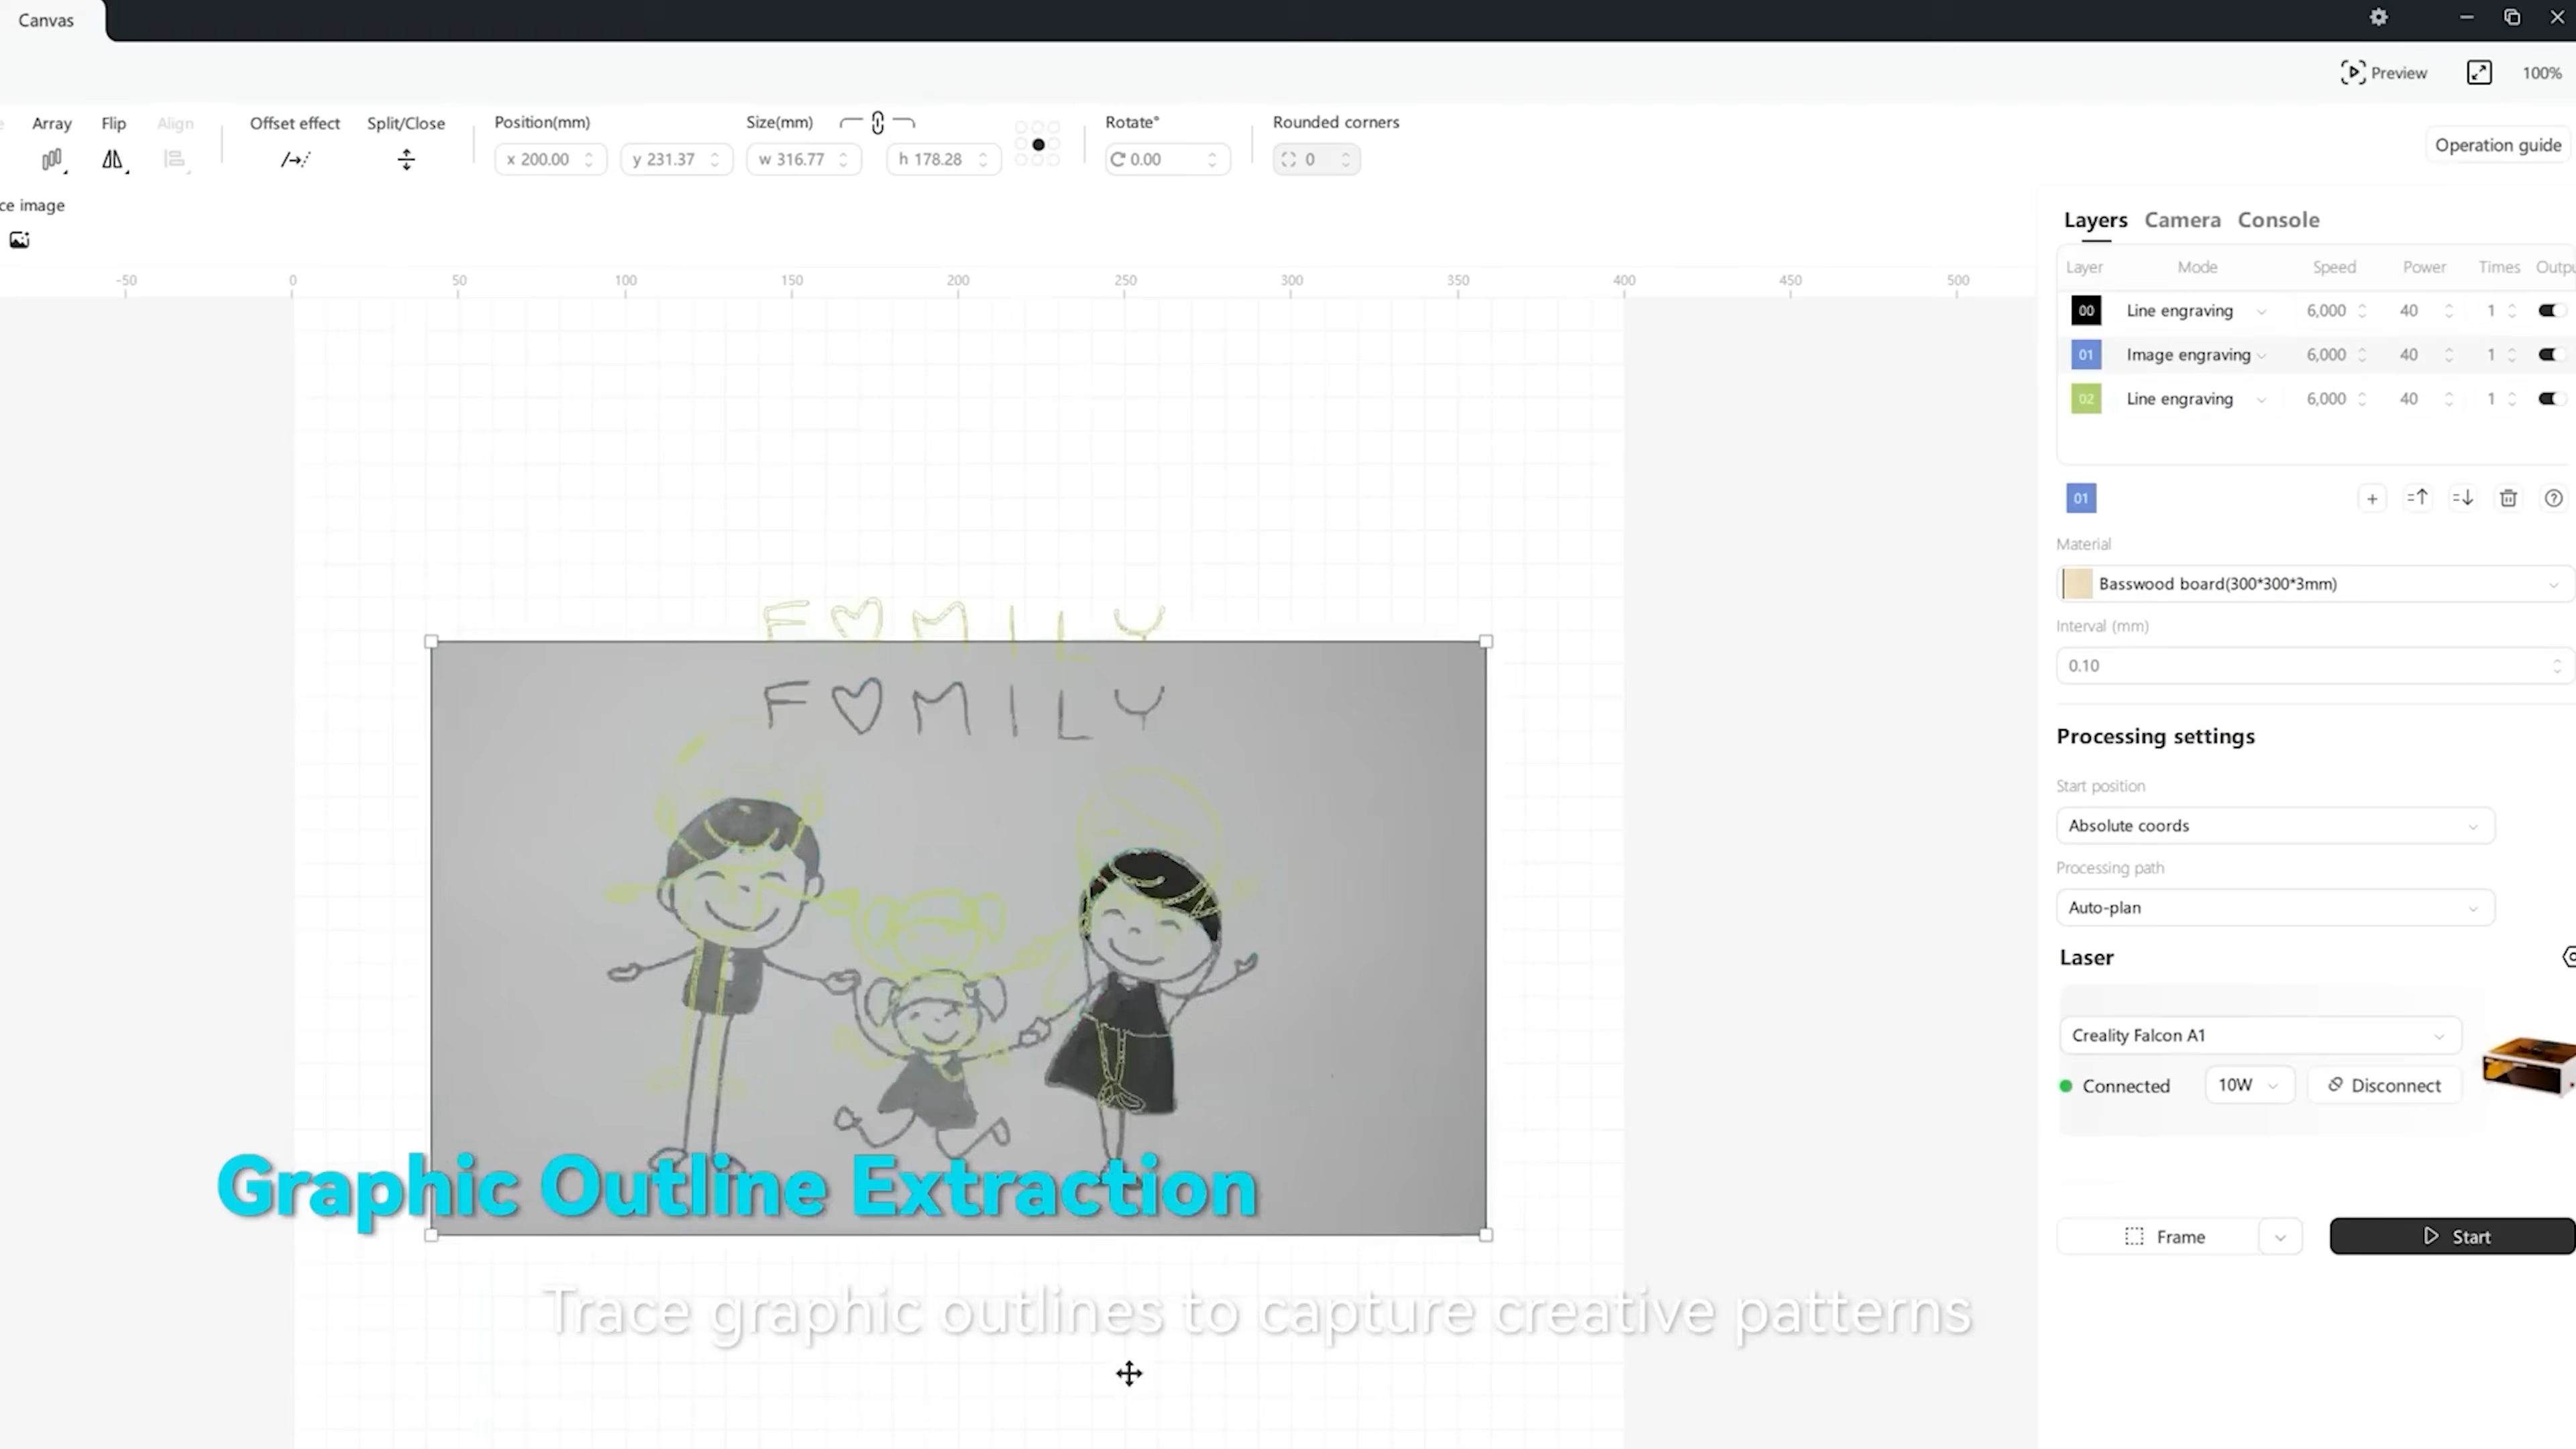 Canvas
Preview
100%
Array
Flip
Align
Offset effect
Split/Close
Position(mm)
Size(mm)
Rotate°
Rounded corners
x 200.00
y 231.37
w 316.77
h 178.28
0.00
0
Operation guide
ce image
-50 0 50 100 150 200 250 300 350 400 450 500
Layers Camera Console
Layer Mode Speed Power Times Outpu
00 Line engraving 6,000 40 1
01 Image engraving 6,000 40 1
02 Line engraving 6,000 40 1
01
Material
Basswood board(300*300*3mm)
Interval (mm)
0.10
Processing settings
Start position
Absolute coords
Processing path
Auto-plan
Laser
Creality Falcon A1
Connected
10W
Disconnect
Frame
Start
F♡MILY
F♡MILY
Graphic Outline Extraction
Trace graphic outlines to capture creative patterns